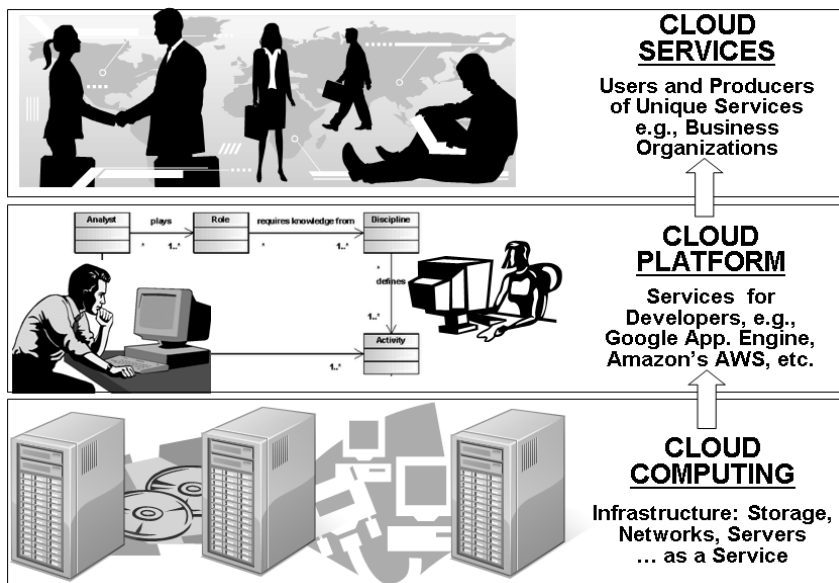 CLOUD
SERVICES
Users and Producers
of Unique Services
e.g., Business
Organizations
Analyst
plays
Role
requires knowledge from
Discipline
*
1..*
*
1..*
*
defines
1..*
Activity
1..*
CLOUD
PLATFORM
Services for
Developers, e.g.,
Google App. Engine,
Amazon's AWS, etc.
CLOUD
COMPUTING
Infrastructure: Storage,
Networks, Servers
... as a Service